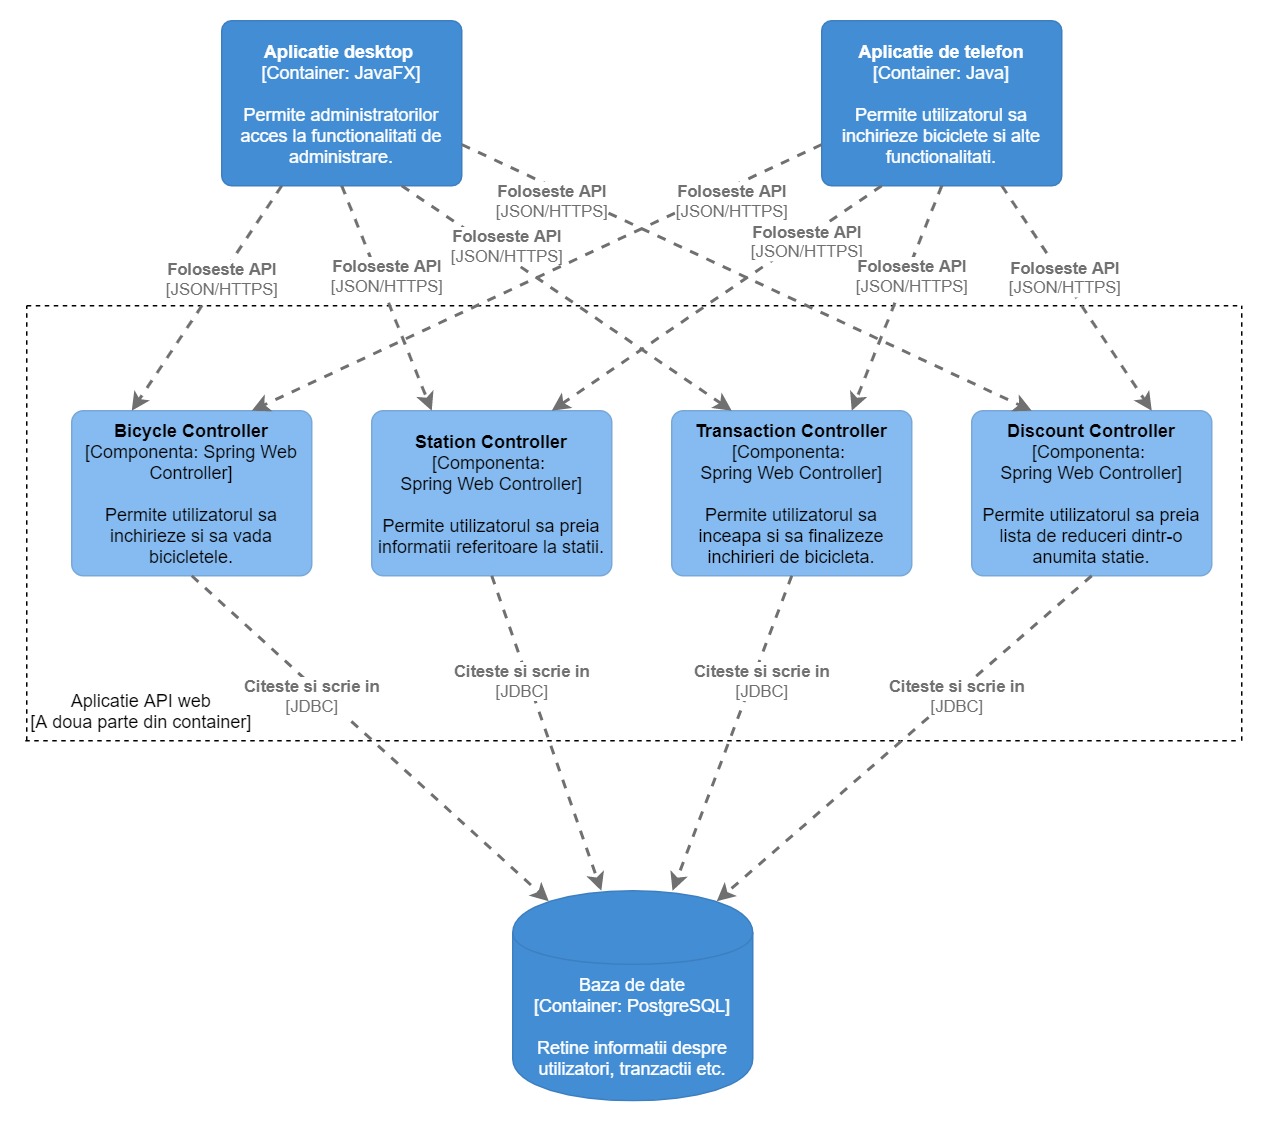 Aplicatie desktop
[Container: JavaFX]
Permite administratorilor
acces la functionalitati de
administrare.
Aplicatie de telefon
[Container: Java]
Permite utilizatorul sa
inchirieze biciclete si alte
functionalitati.
Foloseste API
[JSON/HTTPS]
Foloseste API
[JSON/HTTPS]
Foloseste API
[JSON/HTTPS]
Foloseste API
[JSON/HTTPS]
Foloseste API
[JSON/HTTPS]
Foloseste API
[JSON/HTTPS]
Foloseste API
[JSON/HTTPS]
Foloseste API
[JSON/HTTPS]
Bicycle Controller
[Componenta: Spring Web
Controller]
Permite utilizatorul sa
inchirieze si sa vada
bicicletele.
Station Controller
[Componenta:
Spring Web Controller]
Permite utilizatorul sa preia
informatii referitoare la statii.
Transaction Controller
[Componenta:
Spring Web Controller]
Permite utilizatorul sa
inceapa si sa finalizeze
inchirieri de bicicleta.
Discount Controller
[Componenta:
Spring Web Controller]
Permite utilizatorul sa preia
lista de reduceri dintr-o
anumita statie.
Citeste si scrie in
[JDBC]
Citeste si scrie in
[JDBC]
Citeste si scrie in
[JDBC]
Citeste si scrie in
[JDBC]
Aplicatie API web
[A doua parte din container]
Baza de date
[Container: PostgreSQL]
Retine informatii despre
utilizatori, tranzactii etc.